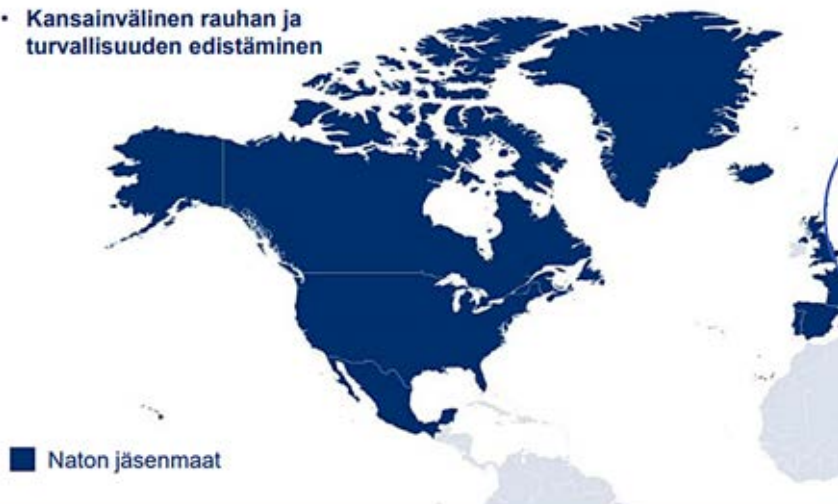 • Kansainvälinen rauhan ja
turvallisuuden edistäminen
Naton jäsenmaat